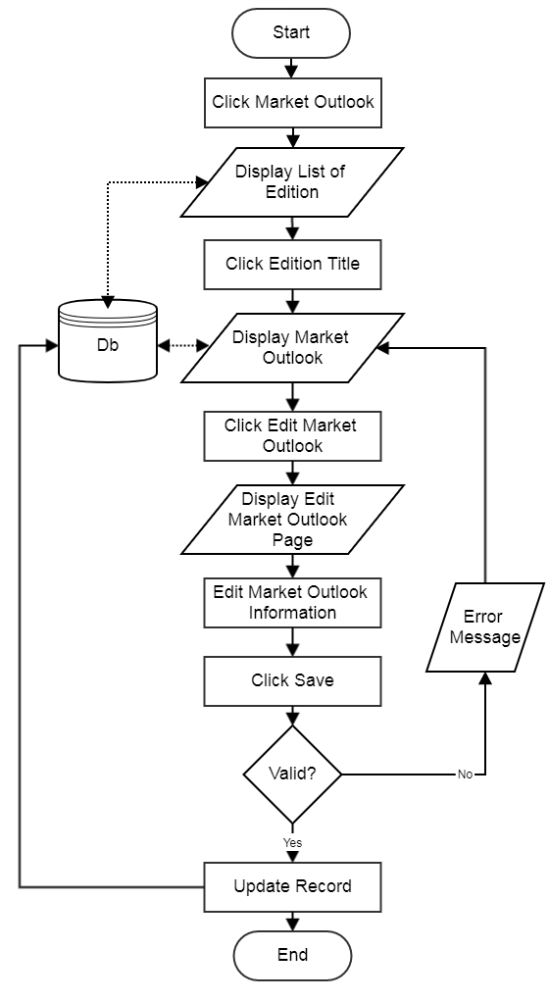 Start
Click Market Outlook
Display List of
Edition
Click Edition Title
Db
Display Market
Outlook
Click Edit Market
Outlook
Display Edit
Market Outlook
Page
Edit Market Outlook
Information
Error
Message
Click Save
Valid?
No
Yes
Update Record
End